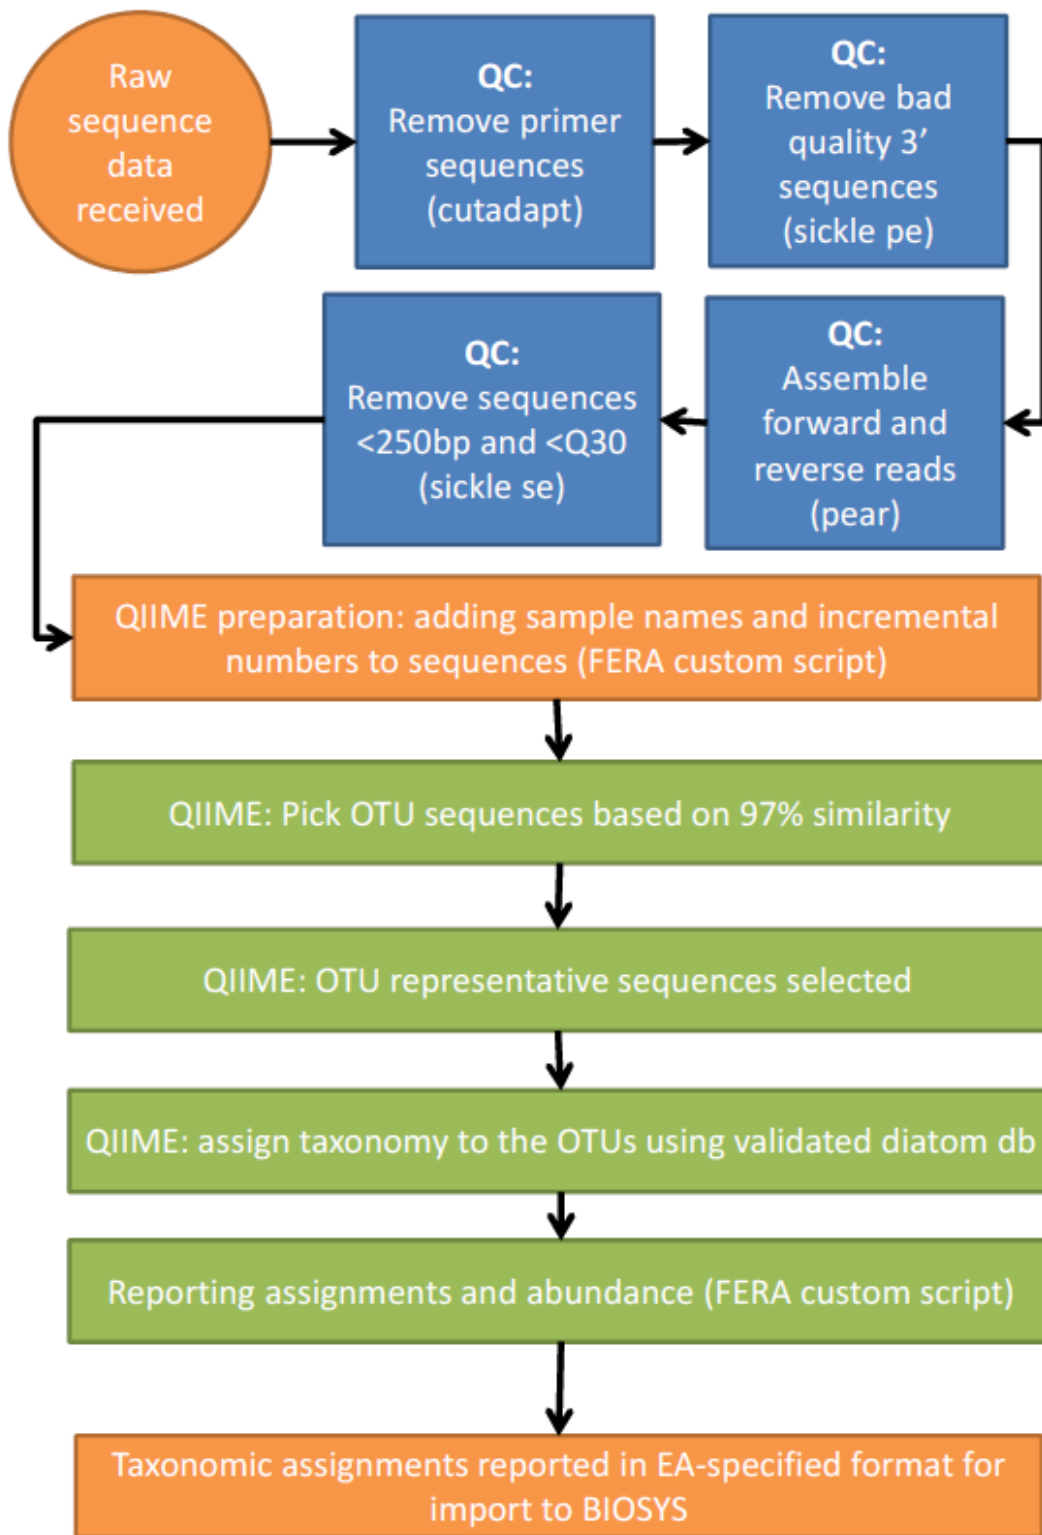 Raw
sequence
data
received
QC:
Remove primer
sequences
(cutadapt)
QC:
Remove bad
quality 3’
sequences
(sickle pe)
QC:
Assemble
forward and
reverse reads
(pear)
QC:
Remove sequences
<250bp and <Q30
(sickle se)
QIIME preparation: adding sample names and incremental
numbers to sequences (FERA custom script)
QIIME: Pick OTU sequences based on 97% similarity
QIIME: OTU representative sequences selected
QIIME: assign taxonomy to the OTUs using validated diatom db
Reporting assignments and abundance (FERA custom script)
Taxonomic assignments reported in EA-specified format for
import to BIOSYS